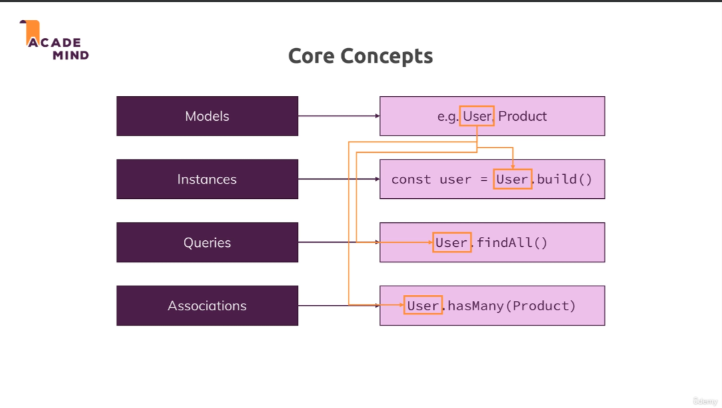 ACADE
MIND
Core Concepts
Models
e.g. User, Product
Instances
const user = User.build()
Queries
User.findAll()
Associations
User.hasMany(Product)
Udemy